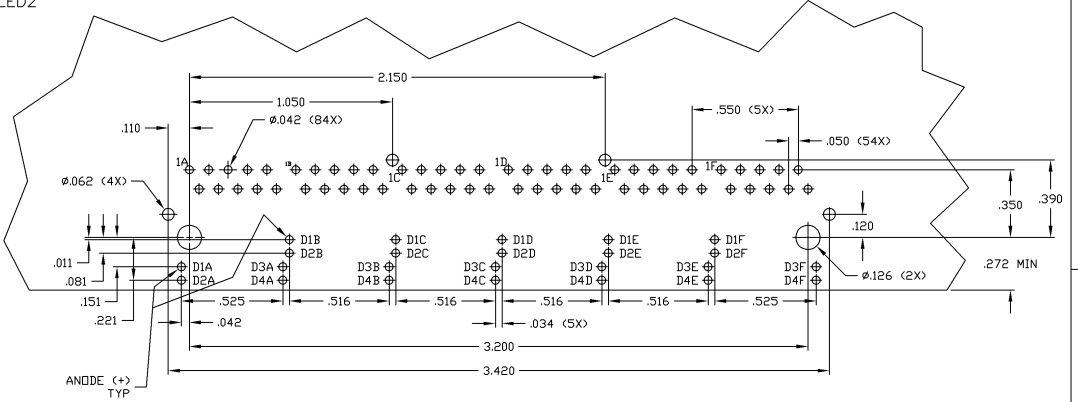 LED2
2.150
1.050
.550 (5X)
.110
Ø.042 (84X)
.050 (54X)
1A
1B
1C
1D
1E
1F
Ø.062 (4X)
.350
.390
.120
.011
D1B
D1C
D1D
D1E
D1F
D2B
D2C
D2D
D2E
D2F
.081
D1A
D3A
D3B
D3C
D3D
D3E
D3F
Ø.126 (2X)
.272 MIN
D2A
D4A
D4B
D4C
D4D
D4E
D4F
.151
.525
.516
.516
.516
.516
.525
.221
.042
.034 (5X)
3.200
3.420
ANODE (+)
TYP